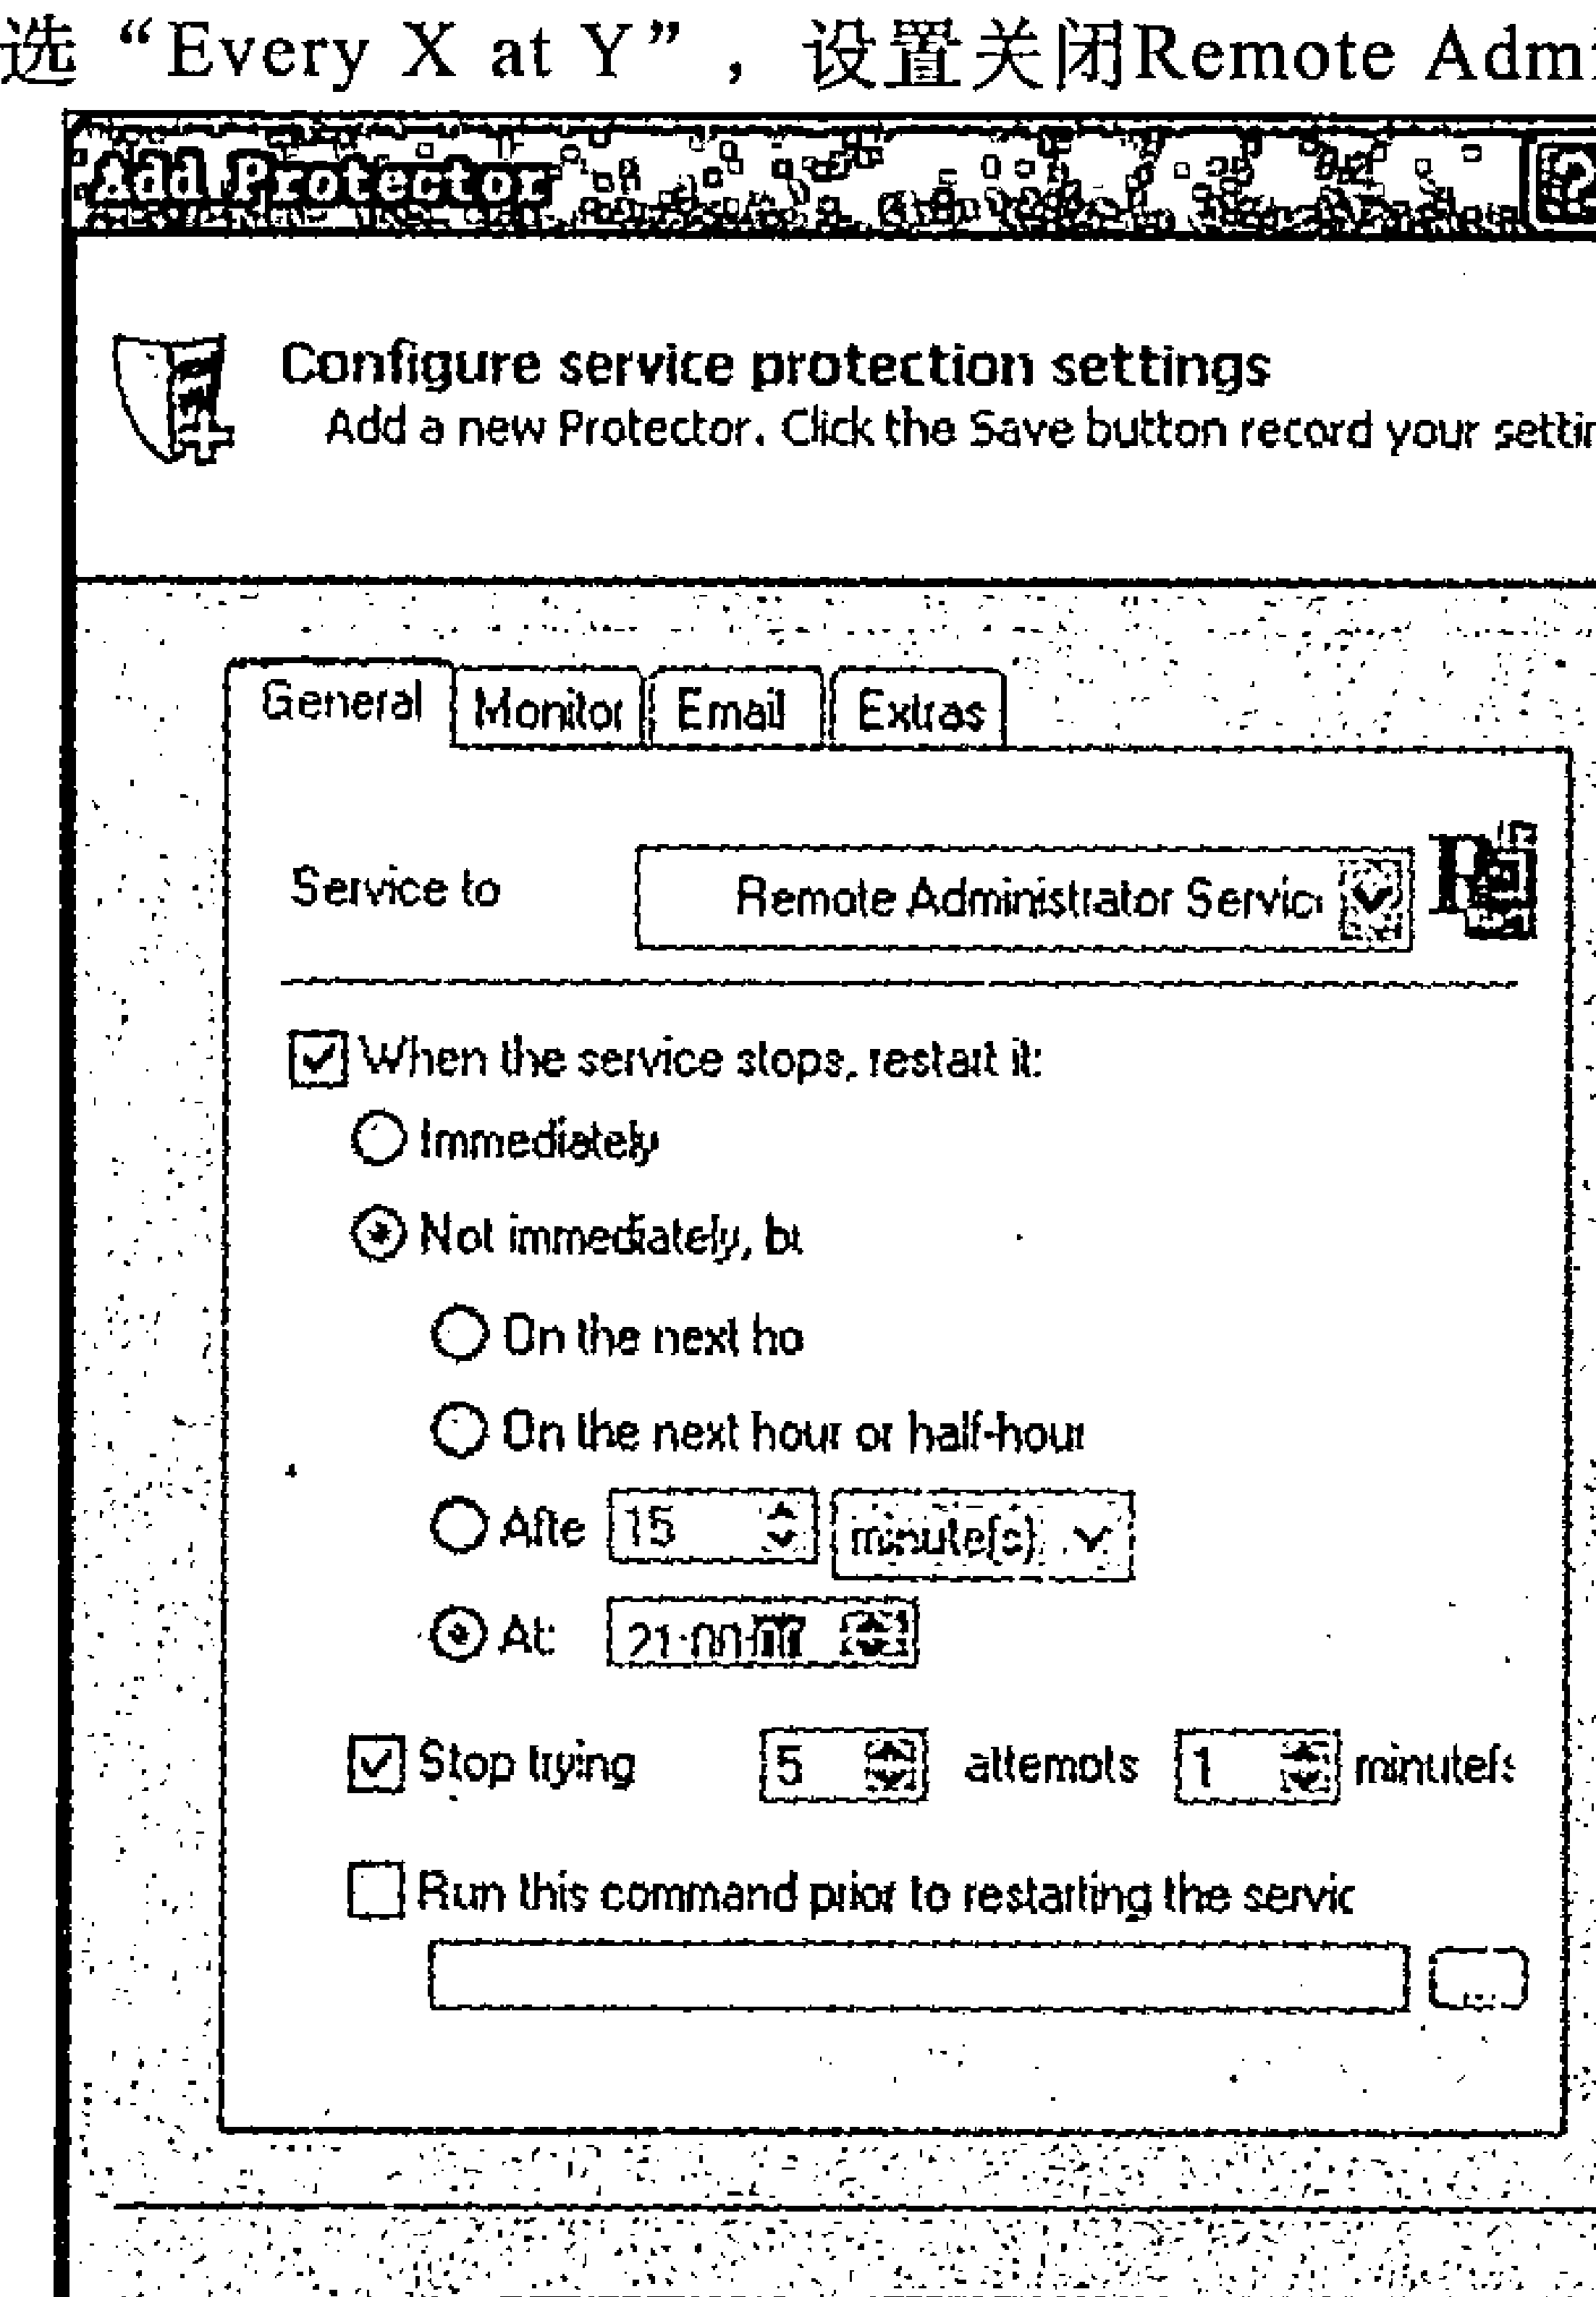 选“Every X at Y”，设置关闭Remote Admi
Add Protector
Configure service protection settings
Add a new Protector. Click the Save button record your settin
General Monitor Email Extras
Service to Remote Administrator Servic
When the service stops, restart it:
Immediately
Not immediately, bu
On the next ho
On the next hour or half-hour
Afte 15 minute(s)
At: 21:00:00
Stop trying 5 attempts 1 minute(s
Run this command prior to restarting the servic
...